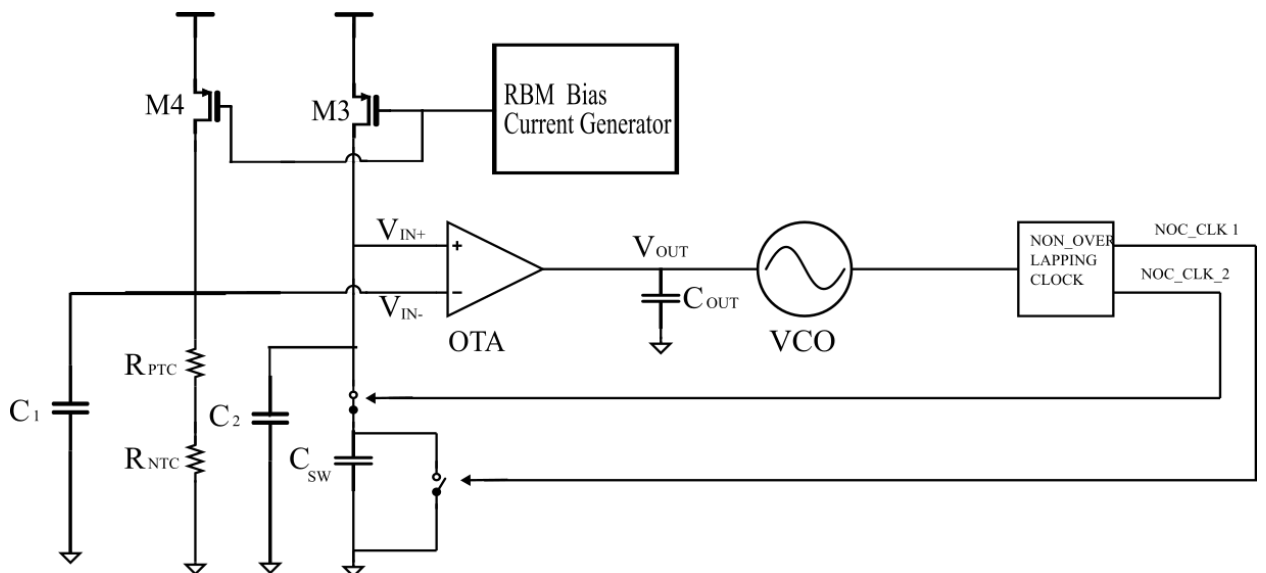 RBM Bias
Current Generator
M4
M3
VIN+
+
−
VIN-
OTA
VOUT
COUT
VCO
NON_OVER
LAPPING
CLOCK
NOC_CLK 1
NOC_CLK_2
RPTC
C1
C2
RNTC
CSW